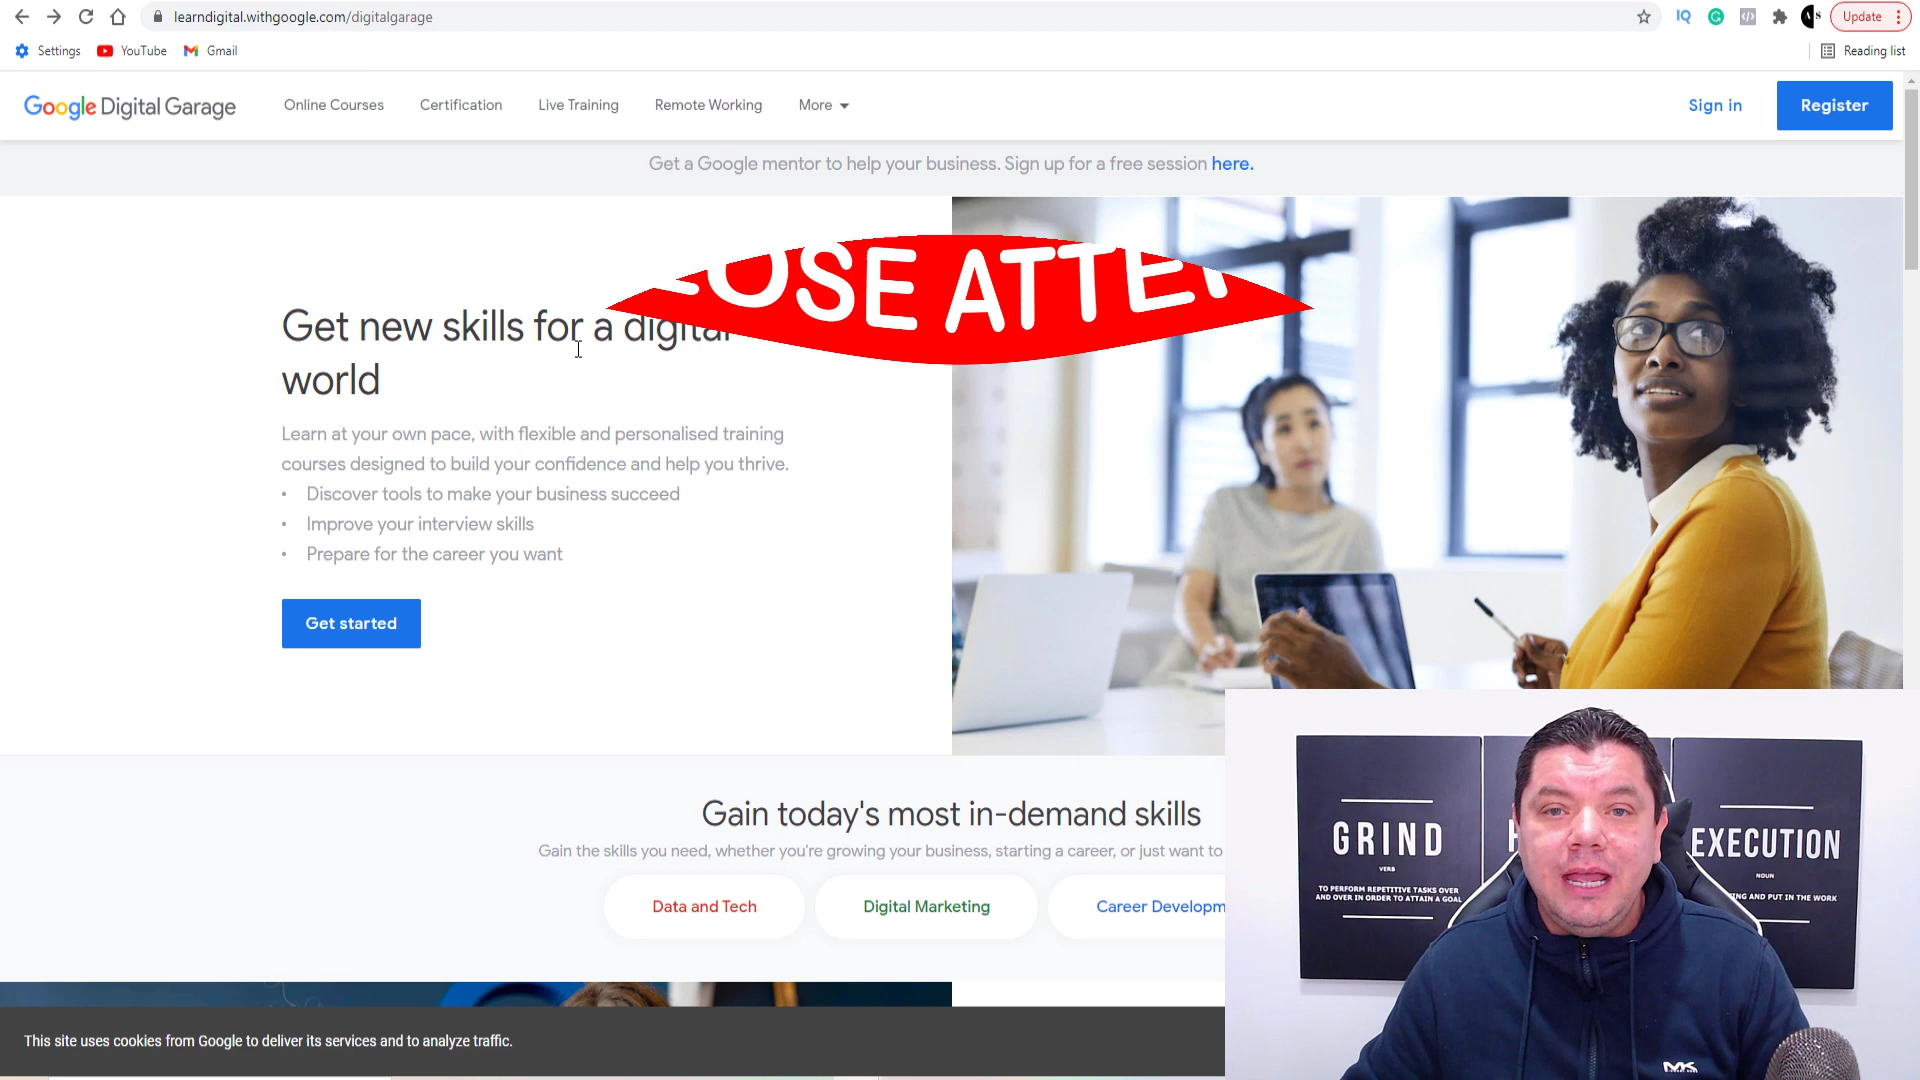 learndigital.withgoogle.com/digitalgarage
IQ
Update
Settings
YouTube
Gmail
Reading list
Google Digital Garage
Online Courses
Certification
Live Training
Remote Working
More
Sign in
Register
Get a Google mentor to help your business. Sign up for a free session here.
OSE ATTE
Get new skills for a digital
world
Learn at your own pace, with flexible and personalised training
courses designed to build your confidence and help you thrive.
• Discover tools to make your business succeed
• Improve your interview skills
• Prepare for the career you want
Get started
Gain today's most in-demand skills
Gain the skills you need, whether you're growing your business, starting a career, or just want to
Data and Tech
Digital Marketing
Career Developm
GRIND
VERB
TO PERFORM REPETITIVE TASKS OVER
AND OVER IN ORDER TO ATTAIN A GOAL
H
EXECUTION
NOUN
ING AND PUT IN THE WORK
MK
This site uses cookies from Google to deliver its services and to analyze traffic.